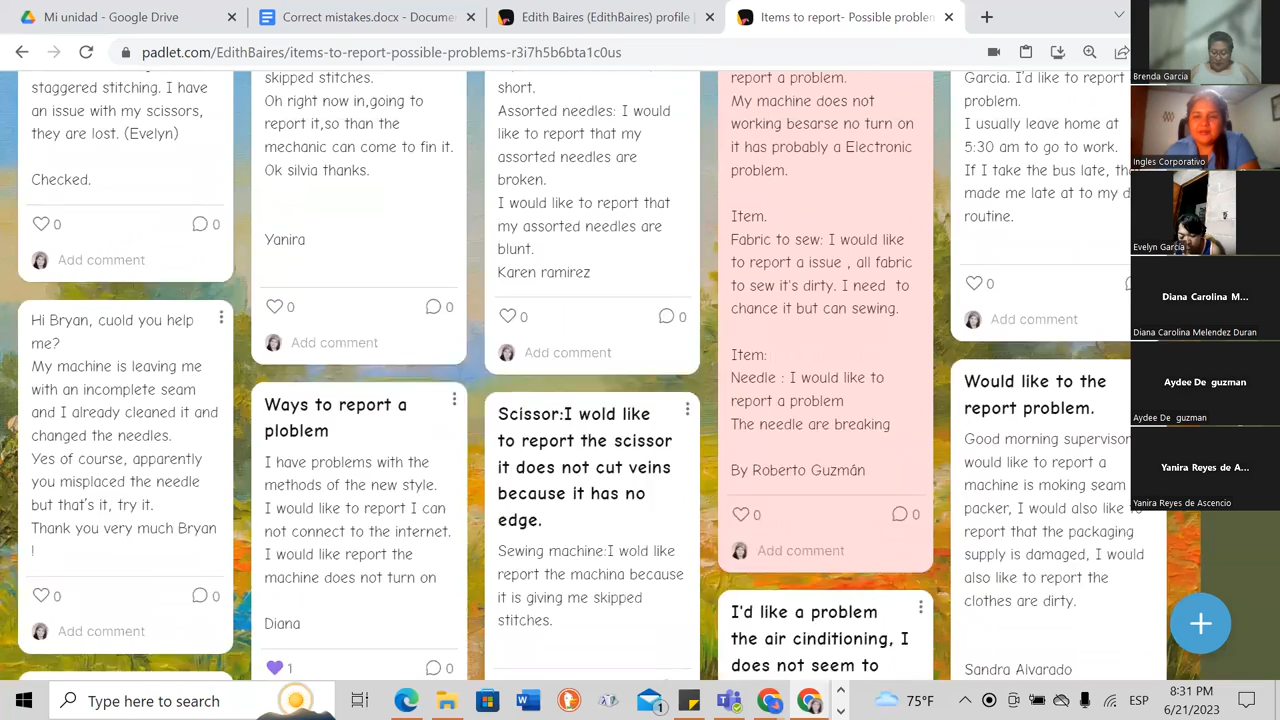 Mi unidad - Google Drive
Correct mistakes.docx - Docume
Edith Baires (EdithBaires) profile
Items to report- Possible problem
padlet.com/EdithBaires/items-to-report-possible-problems-r3i7h5b6bta1c0us
staggered stitching. I have
an issue with my scissors,
they are lost. (Evelyn)
Checked.
0
0
Add comment
Hi Bryan, cuold you help
me?
My machine is leaving me
with an incomplete seam
and I already cleaned it and
changed the needles.
Yes of course, apparently
you misplaced the needle
but that's it, try it.
Thank you very much Bryan
!
0
0
Add comment
skipped stitches.
Oh right now in,going to
report it,so than the
mechanic can come to fin it.
Ok silvia thanks.
Yanira
0
0
Add comment
Ways to report a
ploblem
I have problems with the
methods of the new style.
I would like to report I can
not connect to the internet.
I would like report the
machine does not turn on
Diana
1
0
short.
Assorted needles: I would
like to report that my
assorted needles are
broken.
I would like to report that
my assorted needles are
blunt.
Karen ramirez
0
0
Add comment
Scissor:I wold like
to report the scissor
it does not cut veins
because it has no
edge.
Sewing machine:I wold like
report the machina because
it is giving me skipped
stitches.
report a problem.
My machine does not
working besarse no turn on
it has probably a Electronic
problem.
Item.
Fabric to sew: I would like
to report a issue , all fabric
to sew it's dirty. I need  to
chance it but can sewing.
Item:
Needle : I would like to
report a problem
The needle are breaking
By Roberto Guzmán
0
0
Add comment
I'd like a problem
the air cinditioning, I
does not seem to
Garcia. I'd like to report
problem.
I usually leave home at
5:30 am to go to work.
If I take the bus late, tha
made me late at to my d
routine.
0
Add comment
Would like to the
report problem.
Good morning supervisor
would like to report a
machine is moking seam
packer, I would also like to
report that the packaging
supply is damaged, I would
also like to report the
clothes are dirty.
Sandra Alvarado
Brenda Garcia
Ingles Corporativo
Evelyn García
Diana Carolina M...
Diana Carolina Melendez Duran
Aydee De  guzman
Aydee De  guzman
Yanira Reyes de A...
Yanira Reyes de Ascencio
Type here to search
1
75°F
ESP
8:31 PM
6/21/2023